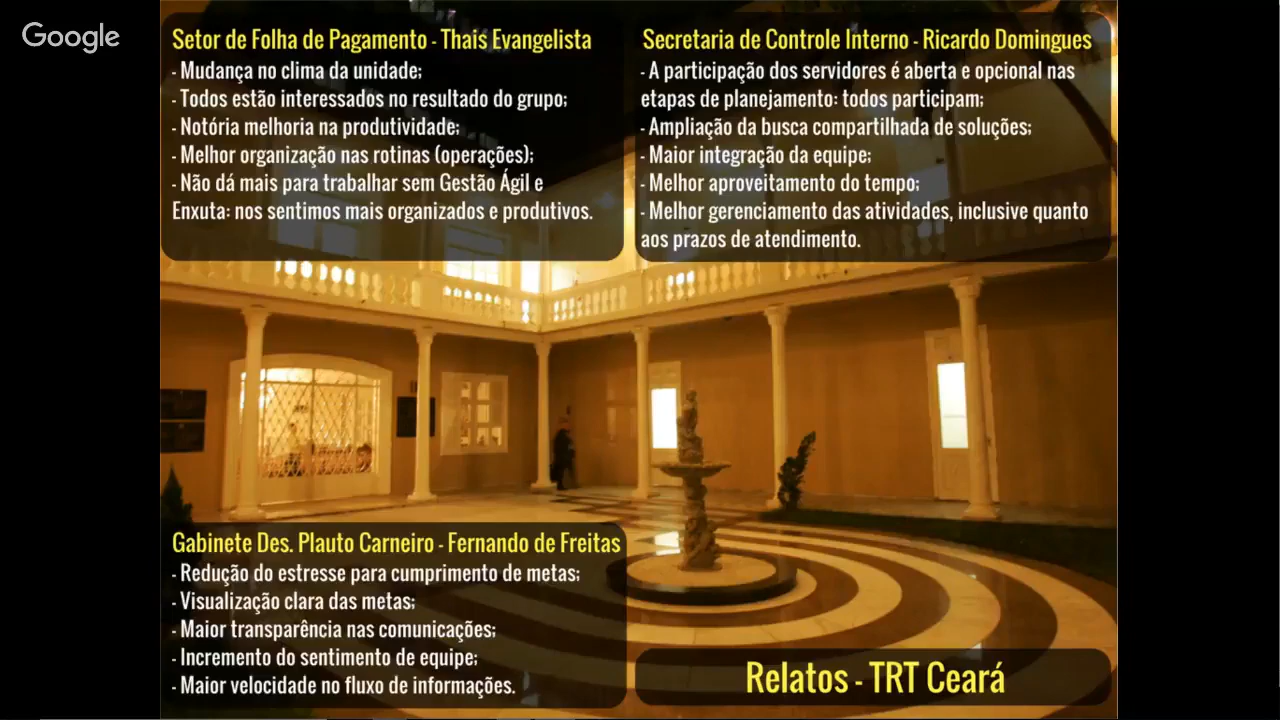 Google
Setor de Folha de Pagamento - Thais Evangelista
- Mudança no clima da unidade;
- Todos estão interessados no resultado do grupo;
- Notória melhoria na produtividade;
- Melhor organização nas rotinas (operações);
- Não dá mais para trabalhar sem Gestão Ágil e
Enxuta: nos sentimos mais organizados e produtivos.
Secretaria de Controle Interno - Ricardo Domingues
- A participação dos servidores é aberta e opcional nas
etapas de planejamento: todos participam;
- Ampliação da busca compartilhada de soluções;
- Maior integração da equipe;
- Melhor aproveitamento do tempo;
- Melhor gerenciamento das atividades, inclusive quanto
aos prazos de atendimento.
Gabinete Des. Plauto Carneiro - Fernando de Freitas
- Redução do estresse para cumprimento de metas;
- Visualização clara das metas;
- Maior transparência nas comunicações;
- Incremento do sentimento de equipe;
- Maior velocidade no fluxo de informações.
Relatos - TRT Ceará